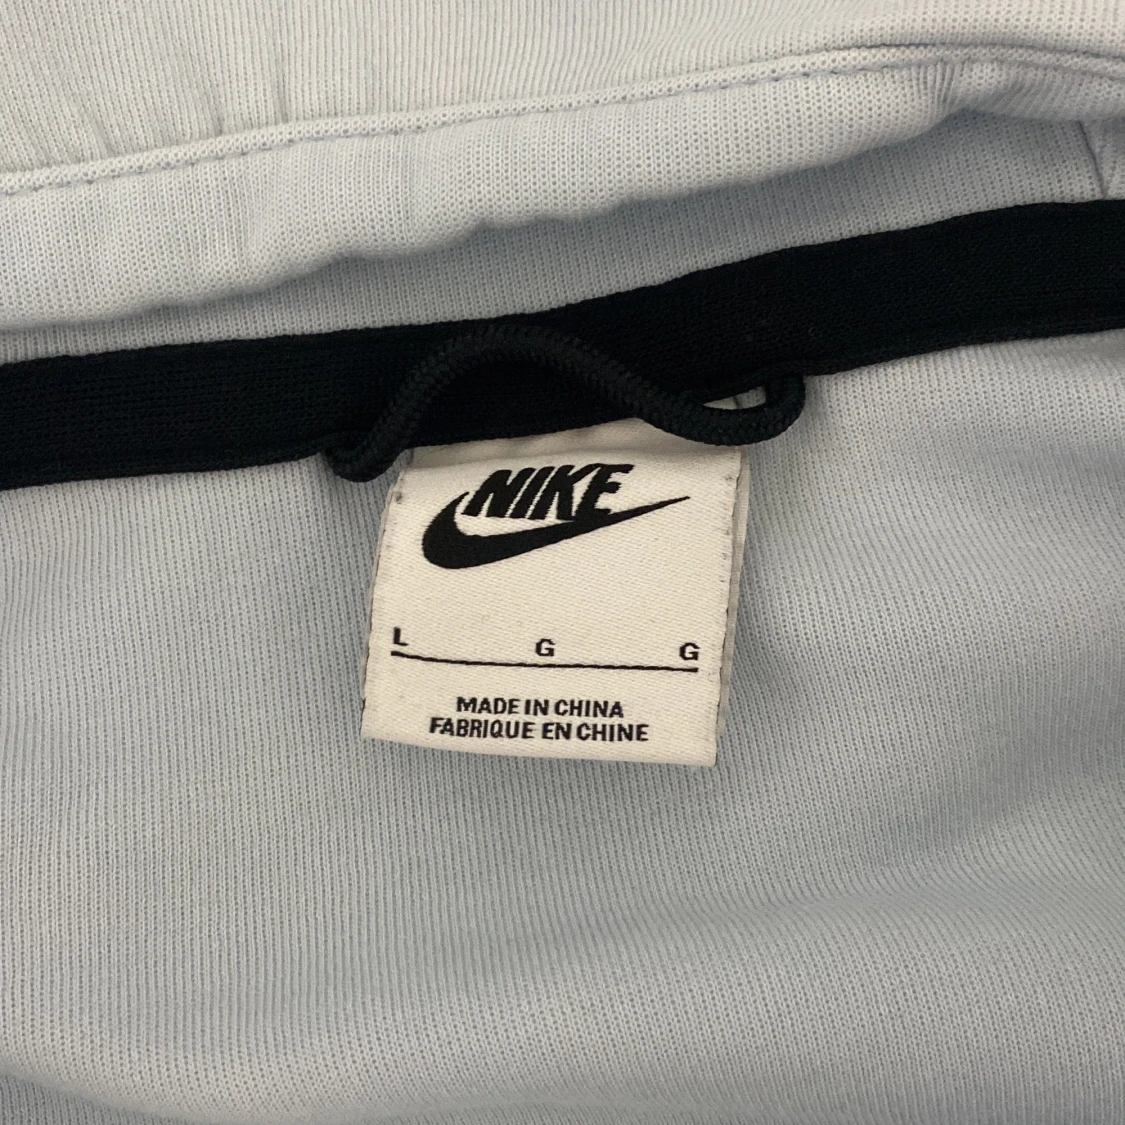 NIKE
L G G
MADE IN CHINA
FABRIQUE EN CHINE